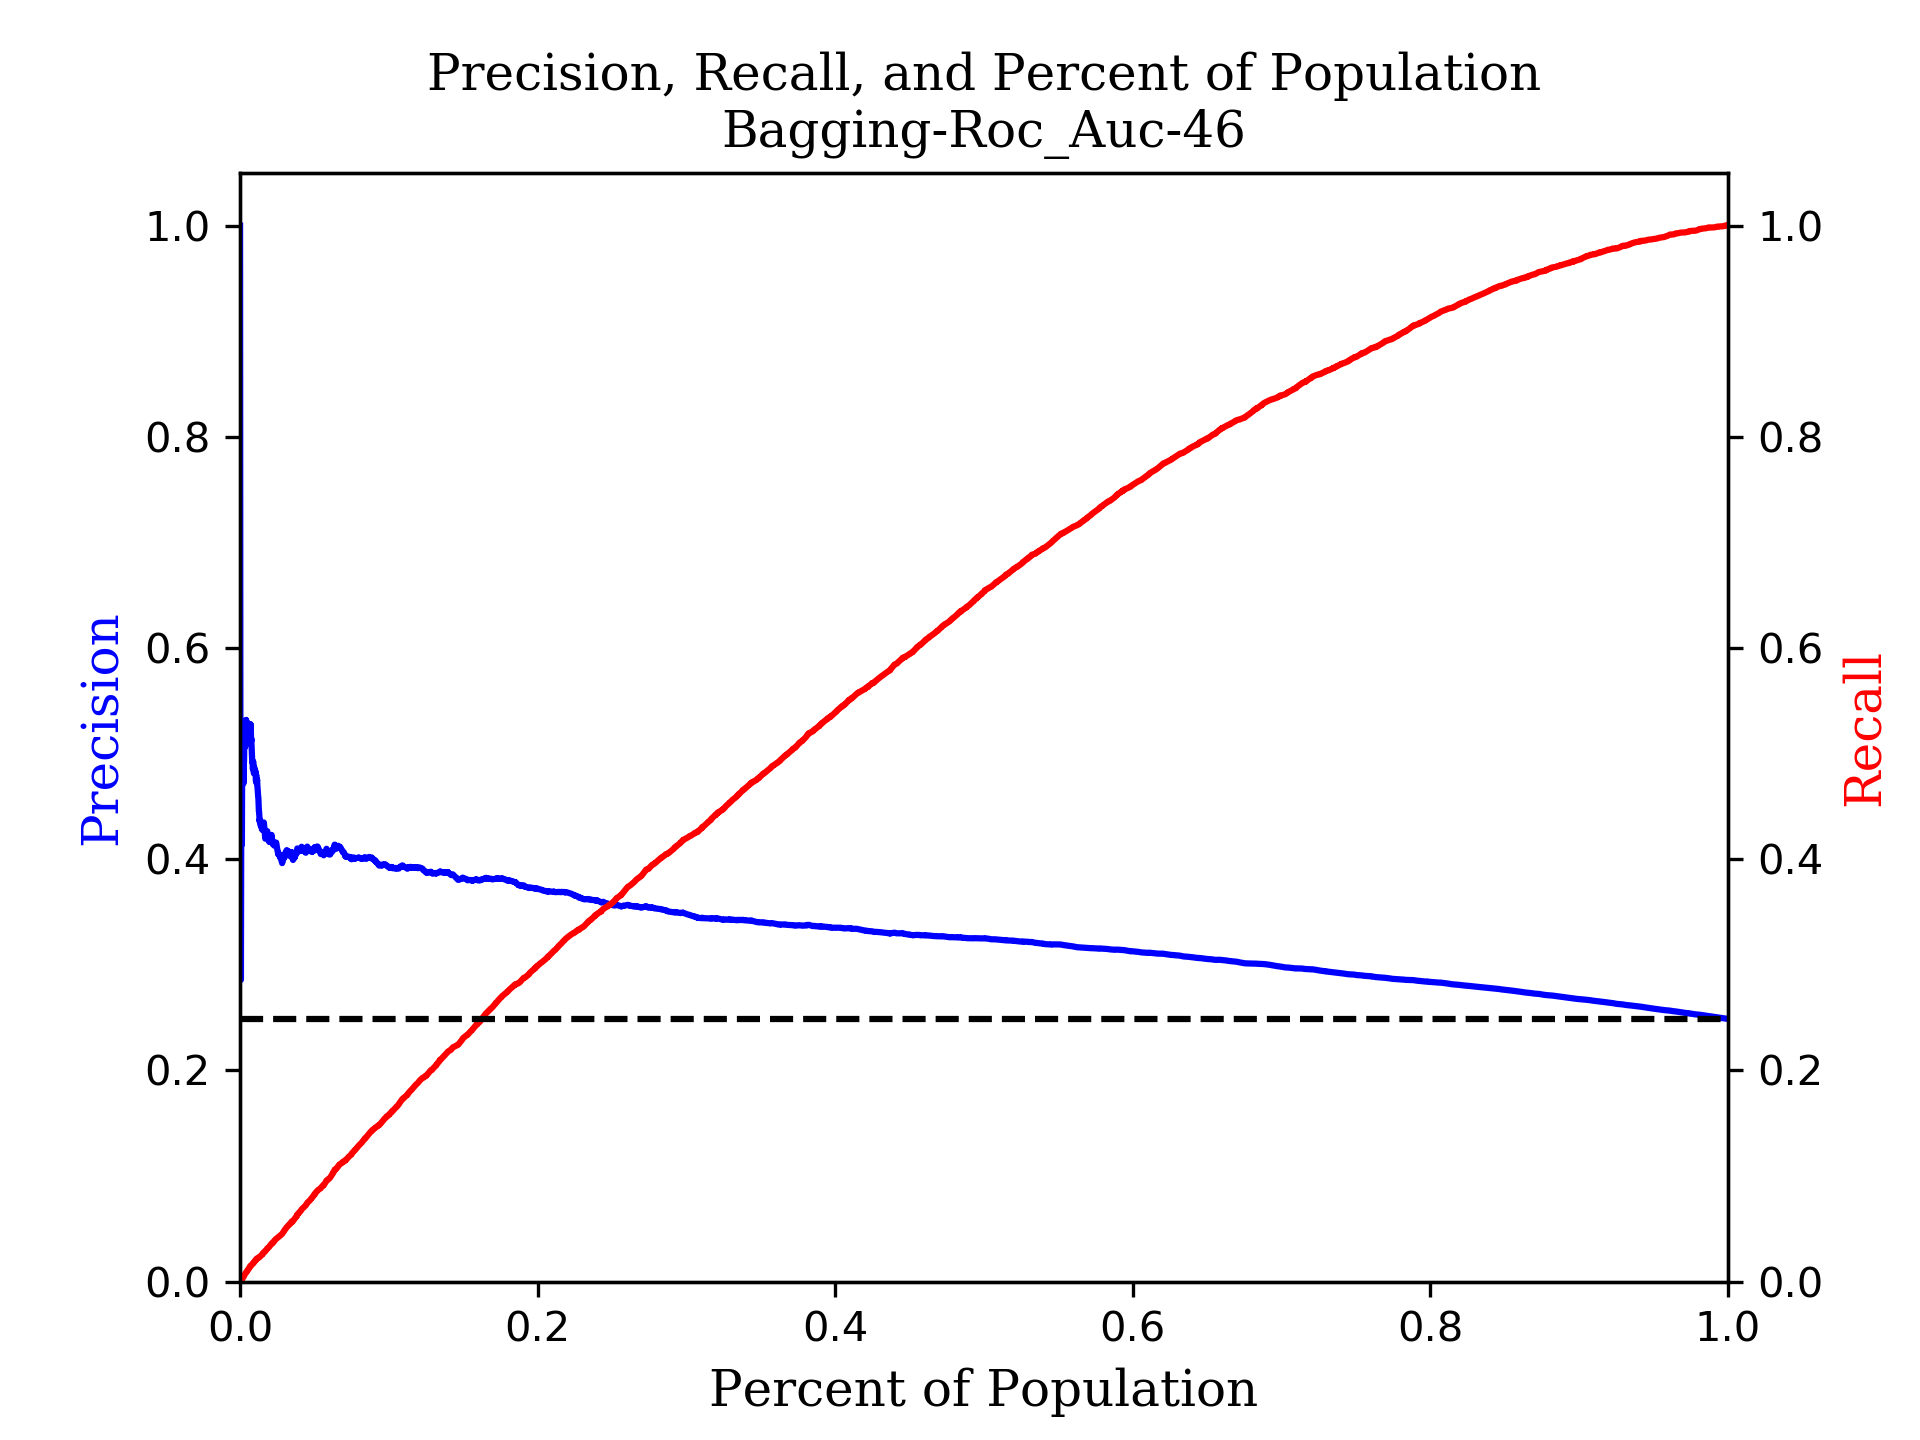 Precision, Recall, and Percent of Population
Bagging-Roc_Auc-46
1.0
0.8
0.6
0.4
0.2
0.0
Precision
1.0
0.8
0.6
0.4
0.2
0.0
Recall
0.0 0.2 0.4 0.6 0.8 1.0
Percent of Population